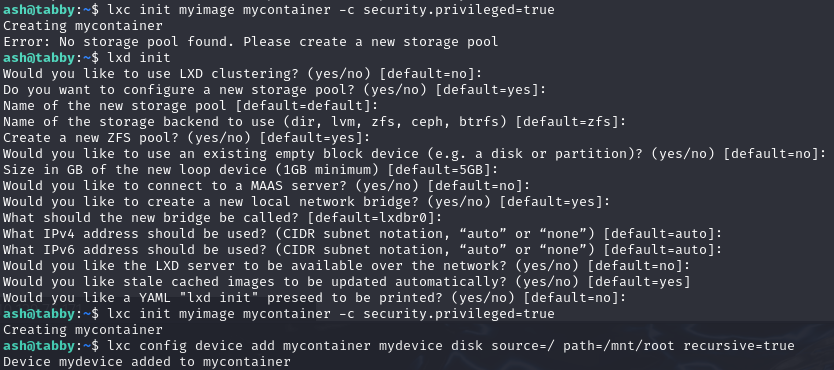 ash@tabby:~$ lxc init myimage mycontainer -c security.privileged=true
Creating mycontainer
Error: No storage pool found. Please create a new storage pool
ash@tabby:~$ lxd init
Would you like to use LXD clustering? (yes/no) [default=no]:
Do you want to configure a new storage pool? (yes/no) [default=yes]:
Name of the new storage pool [default=default]:
Name of the storage backend to use (dir, lvm, zfs, ceph, btrfs) [default=zfs]:
Create a new ZFS pool? (yes/no) [default=yes]:
Would you like to use an existing empty block device (e.g. a disk or partition)? (yes/no) [default=no]:
Size in GB of the new loop device (1GB minimum) [default=5GB]:
Would you like to connect to a MAAS server? (yes/no) [default=no]:
Would you like to create a new local network bridge? (yes/no) [default=yes]:
What should the new bridge be called? [default=lxdbr0]:
What IPv4 address should be used? (CIDR subnet notation, “auto” or “none”) [default=auto]:
What IPv6 address should be used? (CIDR subnet notation, “auto” or “none”) [default=auto]:
Would you like the LXD server to be available over the network? (yes/no) [default=no]:
Would you like stale cached images to be updated automatically? (yes/no) [default=yes]
Would you like a YAML "lxd init" preseed to be printed? (yes/no) [default=no]:
ash@tabby:~$ lxc init myimage mycontainer -c security.privileged=true
Creating mycontainer
ash@tabby:~$ lxc config device add mycontainer mydevice disk source=/ path=/mnt/root recursive=true
Device mydevice added to mycontainer